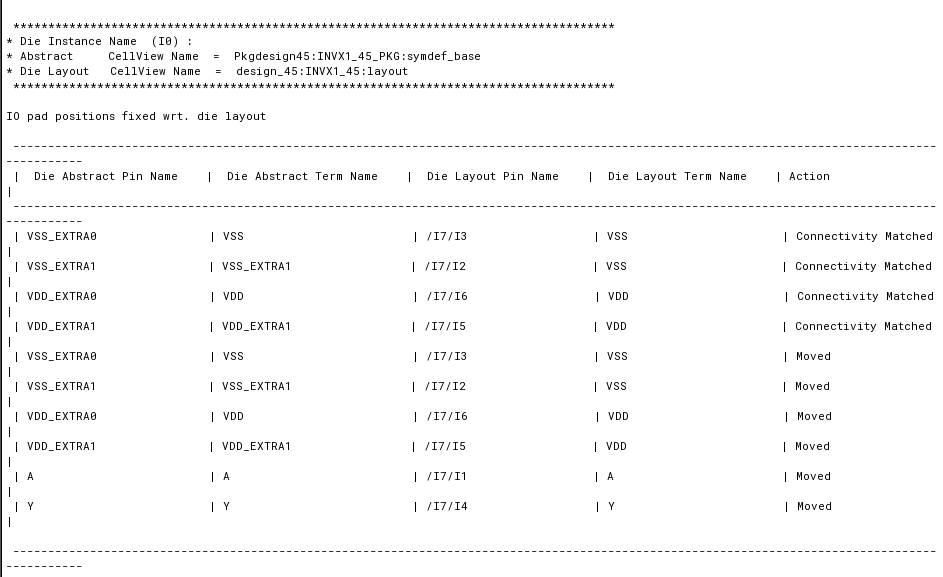 **************************************************************************************
* Die Instance Name  (I0) :
* Abstract     CellView Name  =  Pkgdesign45:INVX1_45_PKG:symdef_base
* Die Layout   CellView Name  =  design_45:INVX1_45:layout
**************************************************************************************
IO pad positions fixed wrt. die layout
------------------------------------------------------------------------------------------------------------------------------------
-----------
|  Die Abstract Pin Name    |  Die Abstract Term Name    |  Die Layout Pin Name    |  Die Layout Term Name    | Action
|
------------------------------------------------------------------------------------------------------------------------------------
-----------
| VSS_EXTRA0                | VSS                        | /I7/I3                  | VSS                      | Connectivity Matched
|
| VSS_EXTRA1                | VSS_EXTRA1                 | /I7/I2                  | VSS                      | Connectivity Matched
|
| VDD_EXTRA0                | VDD                        | /I7/I6                  | VDD                      | Connectivity Matched
|
| VDD_EXTRA1                | VDD_EXTRA1                 | /I7/I5                  | VDD                      | Connectivity Matched
|
| VSS_EXTRA0                | VSS                        | /I7/I3                  | VSS                      | Moved
|
| VSS_EXTRA1                | VSS_EXTRA1                 | /I7/I2                  | VSS                      | Moved
|
| VDD_EXTRA0                | VDD                        | /I7/I6                  | VDD                      | Moved
|
| VDD_EXTRA1                | VDD_EXTRA1                 | /I7/I5                  | VDD                      | Moved
|
| A                         | A                          | /I7/I1                  | A                        | Moved
|
| Y                         | Y                          | /I7/I4                  | Y                        | Moved
|
------------------------------------------------------------------------------------------------------------------------------------
-----------